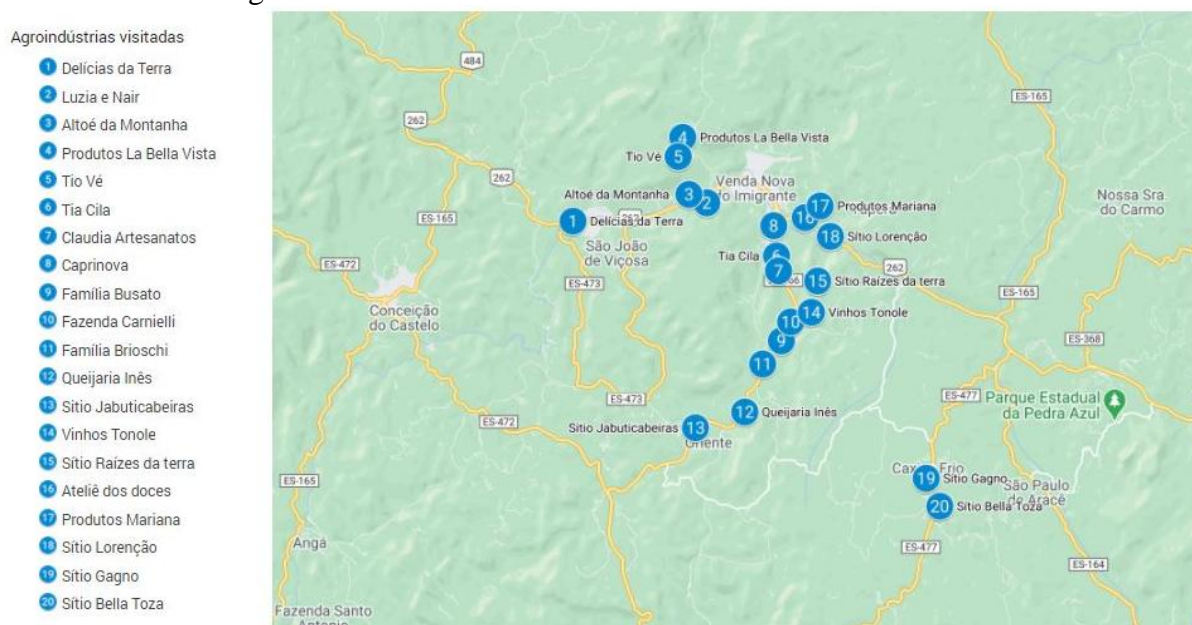 Agroindústrias visitadas
1 Delícias da Terra
2 Luzia e Nair
3 Altoé da Montanha
4 Produtos La Bella Vista
5 Tio Vé
6 Tia Cila
7 Claudia Artesanatos
8 Caprinova
9 Família Busato
10 Fazenda Carnielli
11 Família Brioschi
12 Queijaria Inês
13 Sitio Jabuticabeiras
14 Vinhos Tonole
15 Sítio Raízes da terra
16 Ateliê dos doces
17 Produtos Mariana
18 Sítio Lorenção
19 Sítio Gagno
20 Sítio Bella Toza
484
ES-165
262
4 Produtos La Bella Vista
Tio Vé 5
262
Venda Nova
do Imigrante
Altoé da Montanha 3
2
Nossa Sra.
do Carmo
17 Produtos Mariana
16
ES-165
1 Delícias da Terra
262
8
18 Sítio Lorenção
São João
de Viçosa
Tia Cila 6
ES-472
7
262
ES-473
15 Sítio Raízes da terra
ES-165
Conceição
do Castelo
14 Vinhos Tonole
10
9
ES-368
11
ES-473
ES-477
Parque Estadual
da Pedra Azul
12 Queijaria Inês
ES-472
Sitio Jabuticabeiras 13
19 Sítio Gagno
ES-165
São Paulo
de Aracê
20 Sítio Bella Toza
Angá
ES-477
ES-164
Fazenda Santo